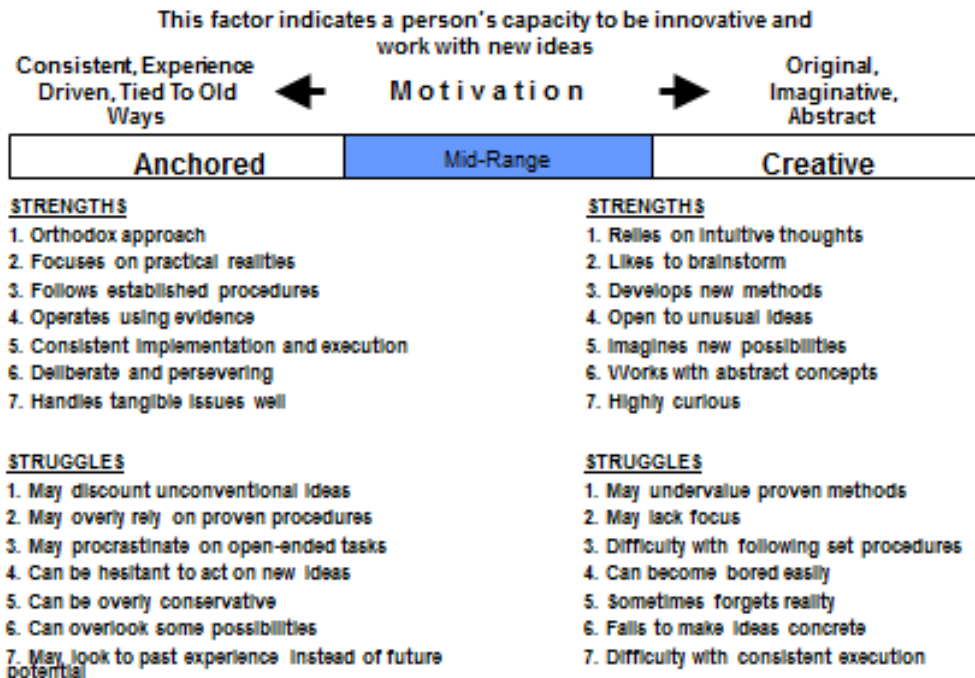 This factor indicates a person's capacity to be innovative and
work with new ideas
Consistent, Experience
Driven, Tied To Old
Ways
Motivation
Original,
Imaginative,
Abstract
Anchored
Mid-Range
Creative
STRENGTHS
1. Orthodox approach
2. Focuses on practical realities
3. Follows established procedures
4. Operates using evidence
5. Consistent implementation and execution
6. Deliberate and persevering
7. Handles tangible issues well
STRENGTHS
1. Relies on intuitive thoughts
2. Likes to brainstorm
3. Develops new methods
4. Open to unusual ideas
5. Imagines new possibilities
6. Works with abstract concepts
7. Highly curious
STRUGGLES
1. May discount unconventional ideas
2. May overly rely on proven procedures
3. May procrastinate on open-ended tasks
4. Can be hesitant to act on new ideas
5. Can be overly conservative
6. Can overlook some possibilities
7. May look to past experience instead of future
potential
STRUGGLES
1. May undervalue proven methods
2. May lack focus
3. Difficulty with following set procedures
4. Can become bored easily
5. Sometimes forgets reality
6. Fails to make ideas concrete
7. Difficulty with consistent execution